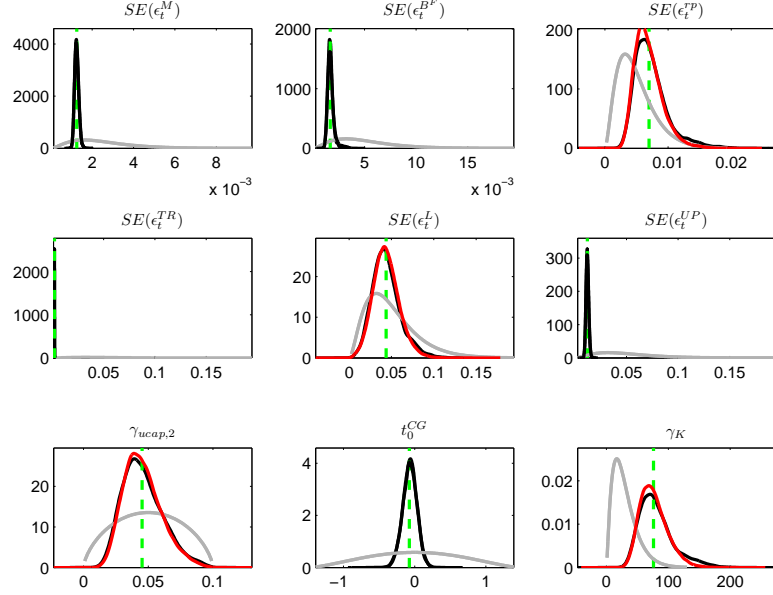 SE(ϵ_t^M) SE(ϵ_t^{BF}) SE(ϵ_t^{rp})
4000
2000
0
2 4 6 8
x 10⁻³
2000
1000
0
5 10 15
x 10⁻³
200
100
0
0 0.01 0.02
SE(ϵ_t^{TR}) SE(ϵ_t^L) SE(ϵ_t^{UP})
2000
1000
0
0.05 0.1 0.15
20
10
0
0 0.05 0.1 0.15
300
200
100
0
0.05 0.1 0.15
γ_{ucap,2} t_0^{CG} γ_K
20
10
0
0 0.05 0.1
4
2
0
−1 0 1
0.02
0.01
0
0 100 200